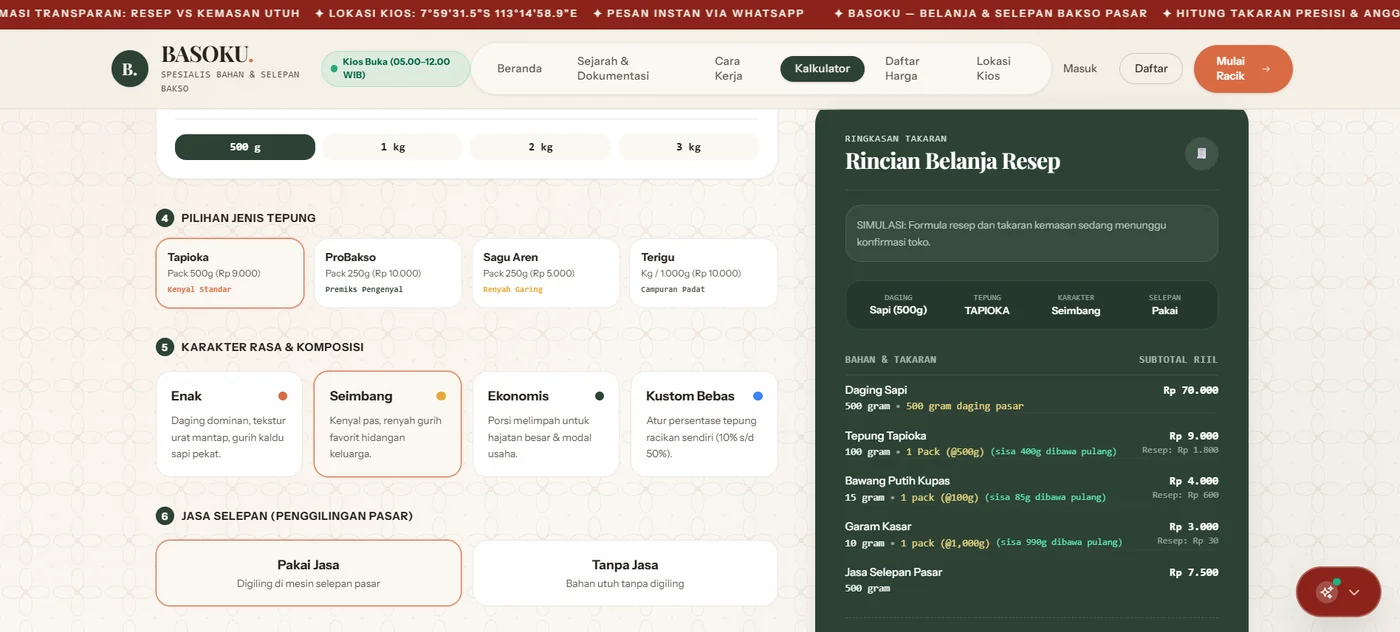 MASI TRANSPARAN: RESEP VS KEMASAN UTUH ✦ LOKASI KIOS: 7°59'31.5"S 113°14'58.9"E ✦ PESAN INSTAN VIA WHATSAPP ✦ BASOKU — BELANJA & SELEPAN BAKSO PASAR ✦ HITUNG TAKARAN PRESISI & ANGG
B.
BASOKU.
SPESIALIS BAHAN & SELEPAN
BAKSO
Kios Buka (05.00–12.00
WIB)
Beranda
Sejarah &
Dokumentasi
Cara
Kerja
Kalkulator
Daftar
Harga
Lokasi
Kios
Masuk
Daftar
Mulai
Racik →
500 g
1 kg
2 kg
3 kg
4 PILIHAN JENIS TEPUNG
Tapioka
Pack 500g (Rp 9.000)
Kenyal Standar
ProBakso
Pack 250g (Rp 10.000)
Premiks Pengenyal
Sagu Aren
Pack 250g (Rp 5.000)
Renyah Garing
Terigu
Kg / 1.000g (Rp 10.000)
Campuran Padat
5 KARAKTER RASA & KOMPOSISI
Enak
Daging dominan, tekstur
urat mantap, gurih kaldu
sapi pekat.
Seimbang
Kenyal pas, renyah gurih
favorit hidangan
keluarga.
Ekonomis
Porsi melimpah untuk
hajatan besar & modal
usaha.
Kustom Bebas
Atur persentase tepung
racikan sendiri (10% s/d
50%).
6 JASA SELEPAN (PENGGILINGAN PASAR)
Pakai Jasa
Digiling di mesin selepan pasar
Tanpa Jasa
Bahan utuh tanpa digiling
RINGKASAN TAKARAN
Rincian Belanja Resep
SIMULASI: Formula resep dan takaran kemasan sedang menunggu
konfirmasi toko.
DAGING
Sapi (500g)
TEPUNG
TAPIOKA
KARAKTER
Seimbang
SELEPAN
Pakai
BAHAN & TAKARAN SUBTOTAL RIIL
Daging Sapi Rp 70.000
500 gram • 500 gram daging pasar
Tepung Tapioka Rp 9.000
100 gram • 1 Pack (@500g) (sisa 400g dibawa pulang) Resep: Rp 1.800
Bawang Putih Kupas Rp 4.000
15 gram • 1 pack (@100g) (sisa 85g dibawa pulang) Resep: Rp 600
Garam Kasar Rp 3.000
10 gram • 1 pack (@1,000g) (sisa 990g dibawa pulang) Resep: Rp 30
Jasa Selepan Pasar Rp 7.500
500 gram